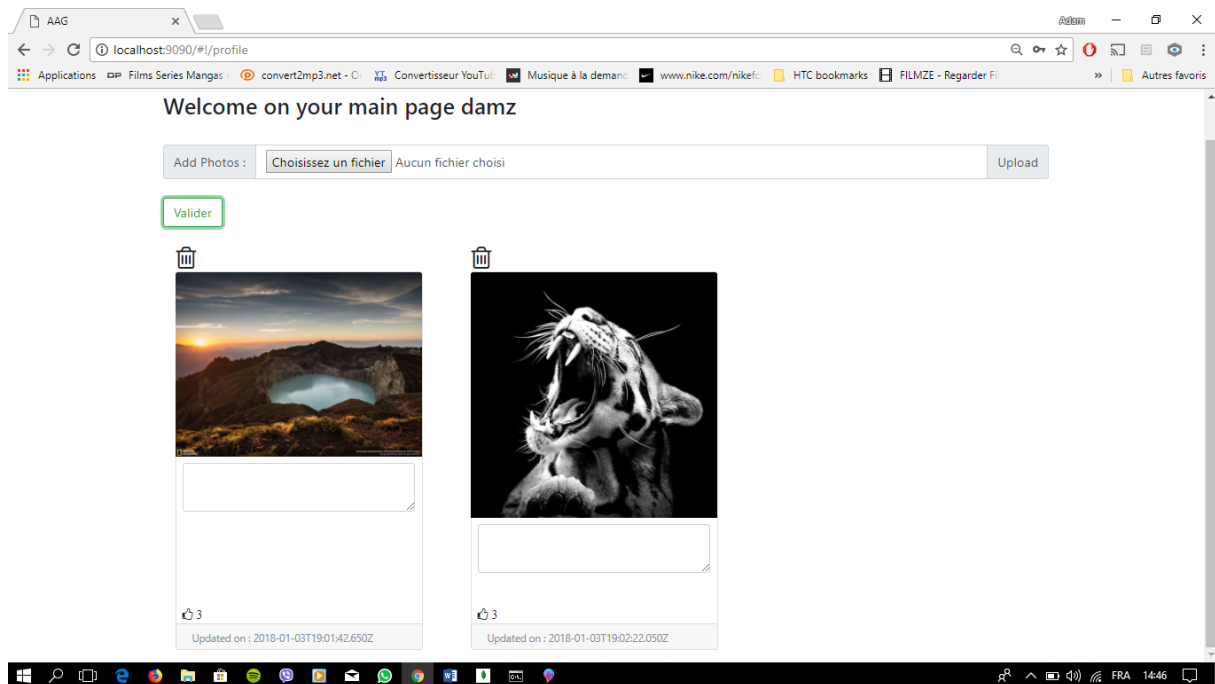 AAG
Adam
localhost:9090/#!/profile
Applications
Films Series Mangas
convert2mp3.net - O
Convertisseur YouTub
Musique à la demand
www.nike.com/nikefo
HTC bookmarks
FILMZE - Regarder Fil
»
Autres favoris
Welcome on your main page damz
Add Photos :
Choisissez un fichier
Aucun fichier choisi
Upload
Valider
3
Updated on : 2018-01-03T19:01:42.650Z
3
Updated on : 2018-01-03T19:02:22.050Z
FRA
14:46